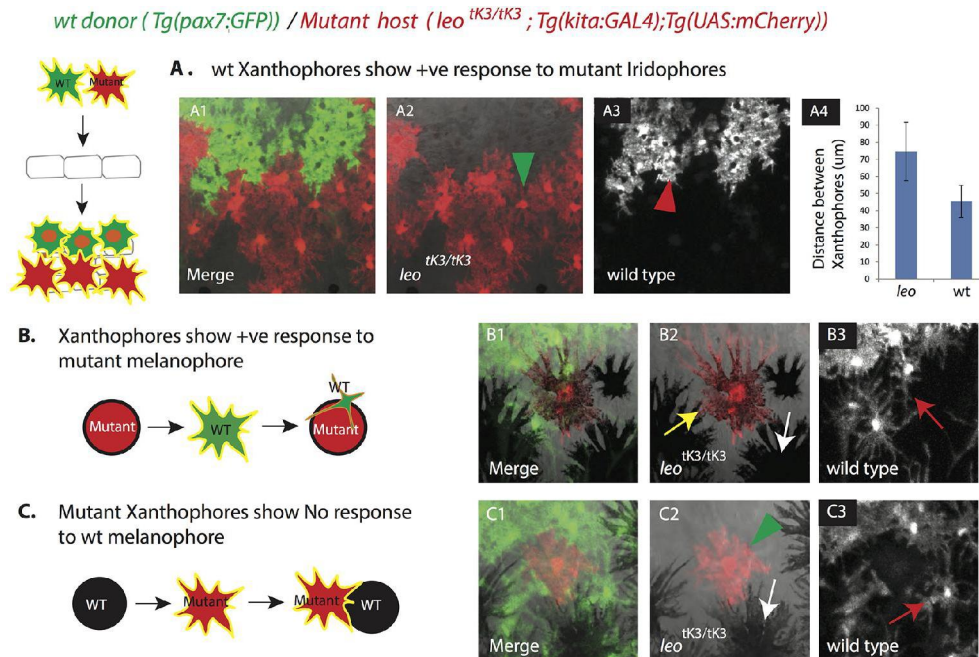 wt donor ( Tg(pax7:GFP)) / Mutant host ( leo tK3/tK3 ; Tg(kita:GAL4);Tg(UAS:mCherry))
WT Mutant
A. wt Xanthophores show +ve response to mutant Iridophores
A1 A2 A3 A4
Merge leo tK3/tK3 wild type
Distance between
Xanthophores (um)
100
90
80
70
60
50
40
30
20
10
0
leo wt
B. Xanthophores show +ve response to
mutant melanophore
Mutant WT WT Mutant
B1 B2 B3
Merge leo tK3/tK3 wild type
C. Mutant Xanthophores show No response
to wt melanophore
WT Mutant Mutant WT
C1 C2 C3
Merge leo tK3/tK3 wild type